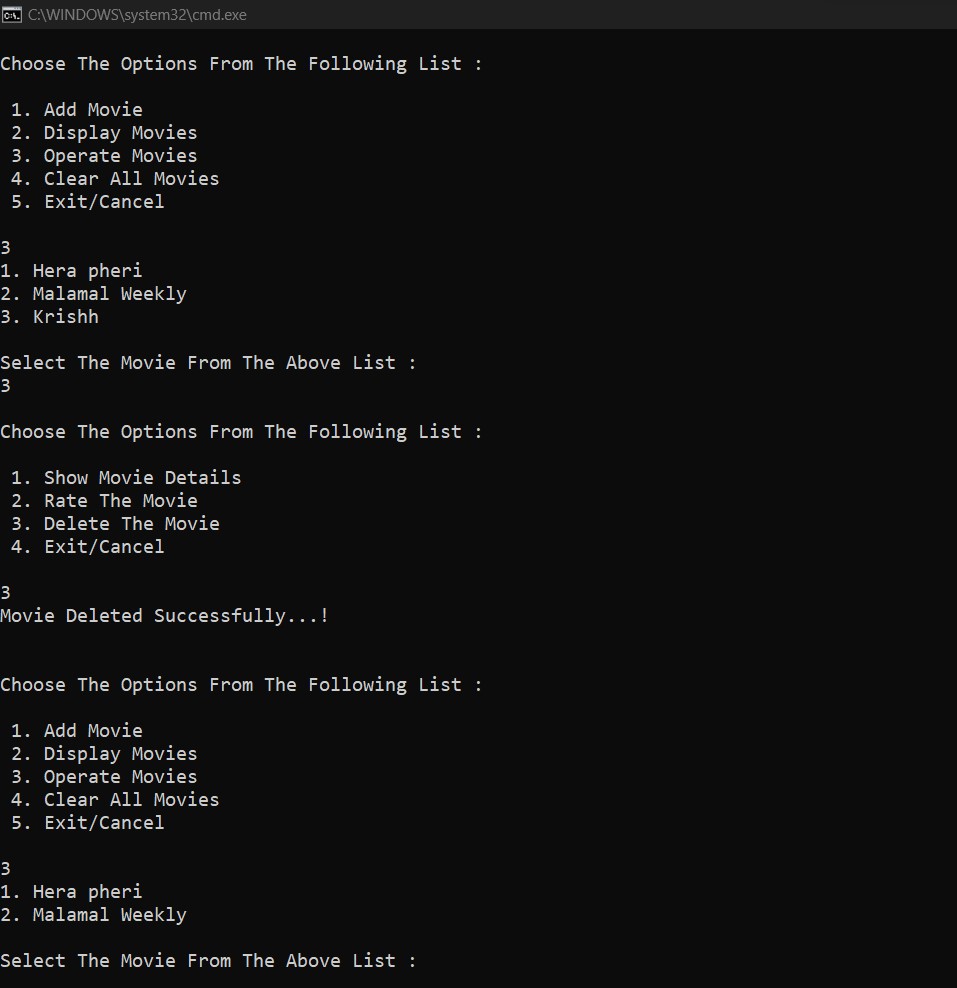 C:\WINDOWS\system32\cmd.exe
Choose The Options From The Following List :
1. Add Movie
2. Display Movies
3. Operate Movies
4. Clear All Movies
5. Exit/Cancel
3
1. Hera pheri
2. Malamal Weekly
3. Krishh
Select The Movie From The Above List :
3
Choose The Options From The Following List :
1. Show Movie Details
2. Rate The Movie
3. Delete The Movie
4. Exit/Cancel
3
Movie Deleted Successfully...!
Choose The Options From The Following List :
1. Add Movie
2. Display Movies
3. Operate Movies
4. Clear All Movies
5. Exit/Cancel
3
1. Hera pheri
2. Malamal Weekly
Select The Movie From The Above List :